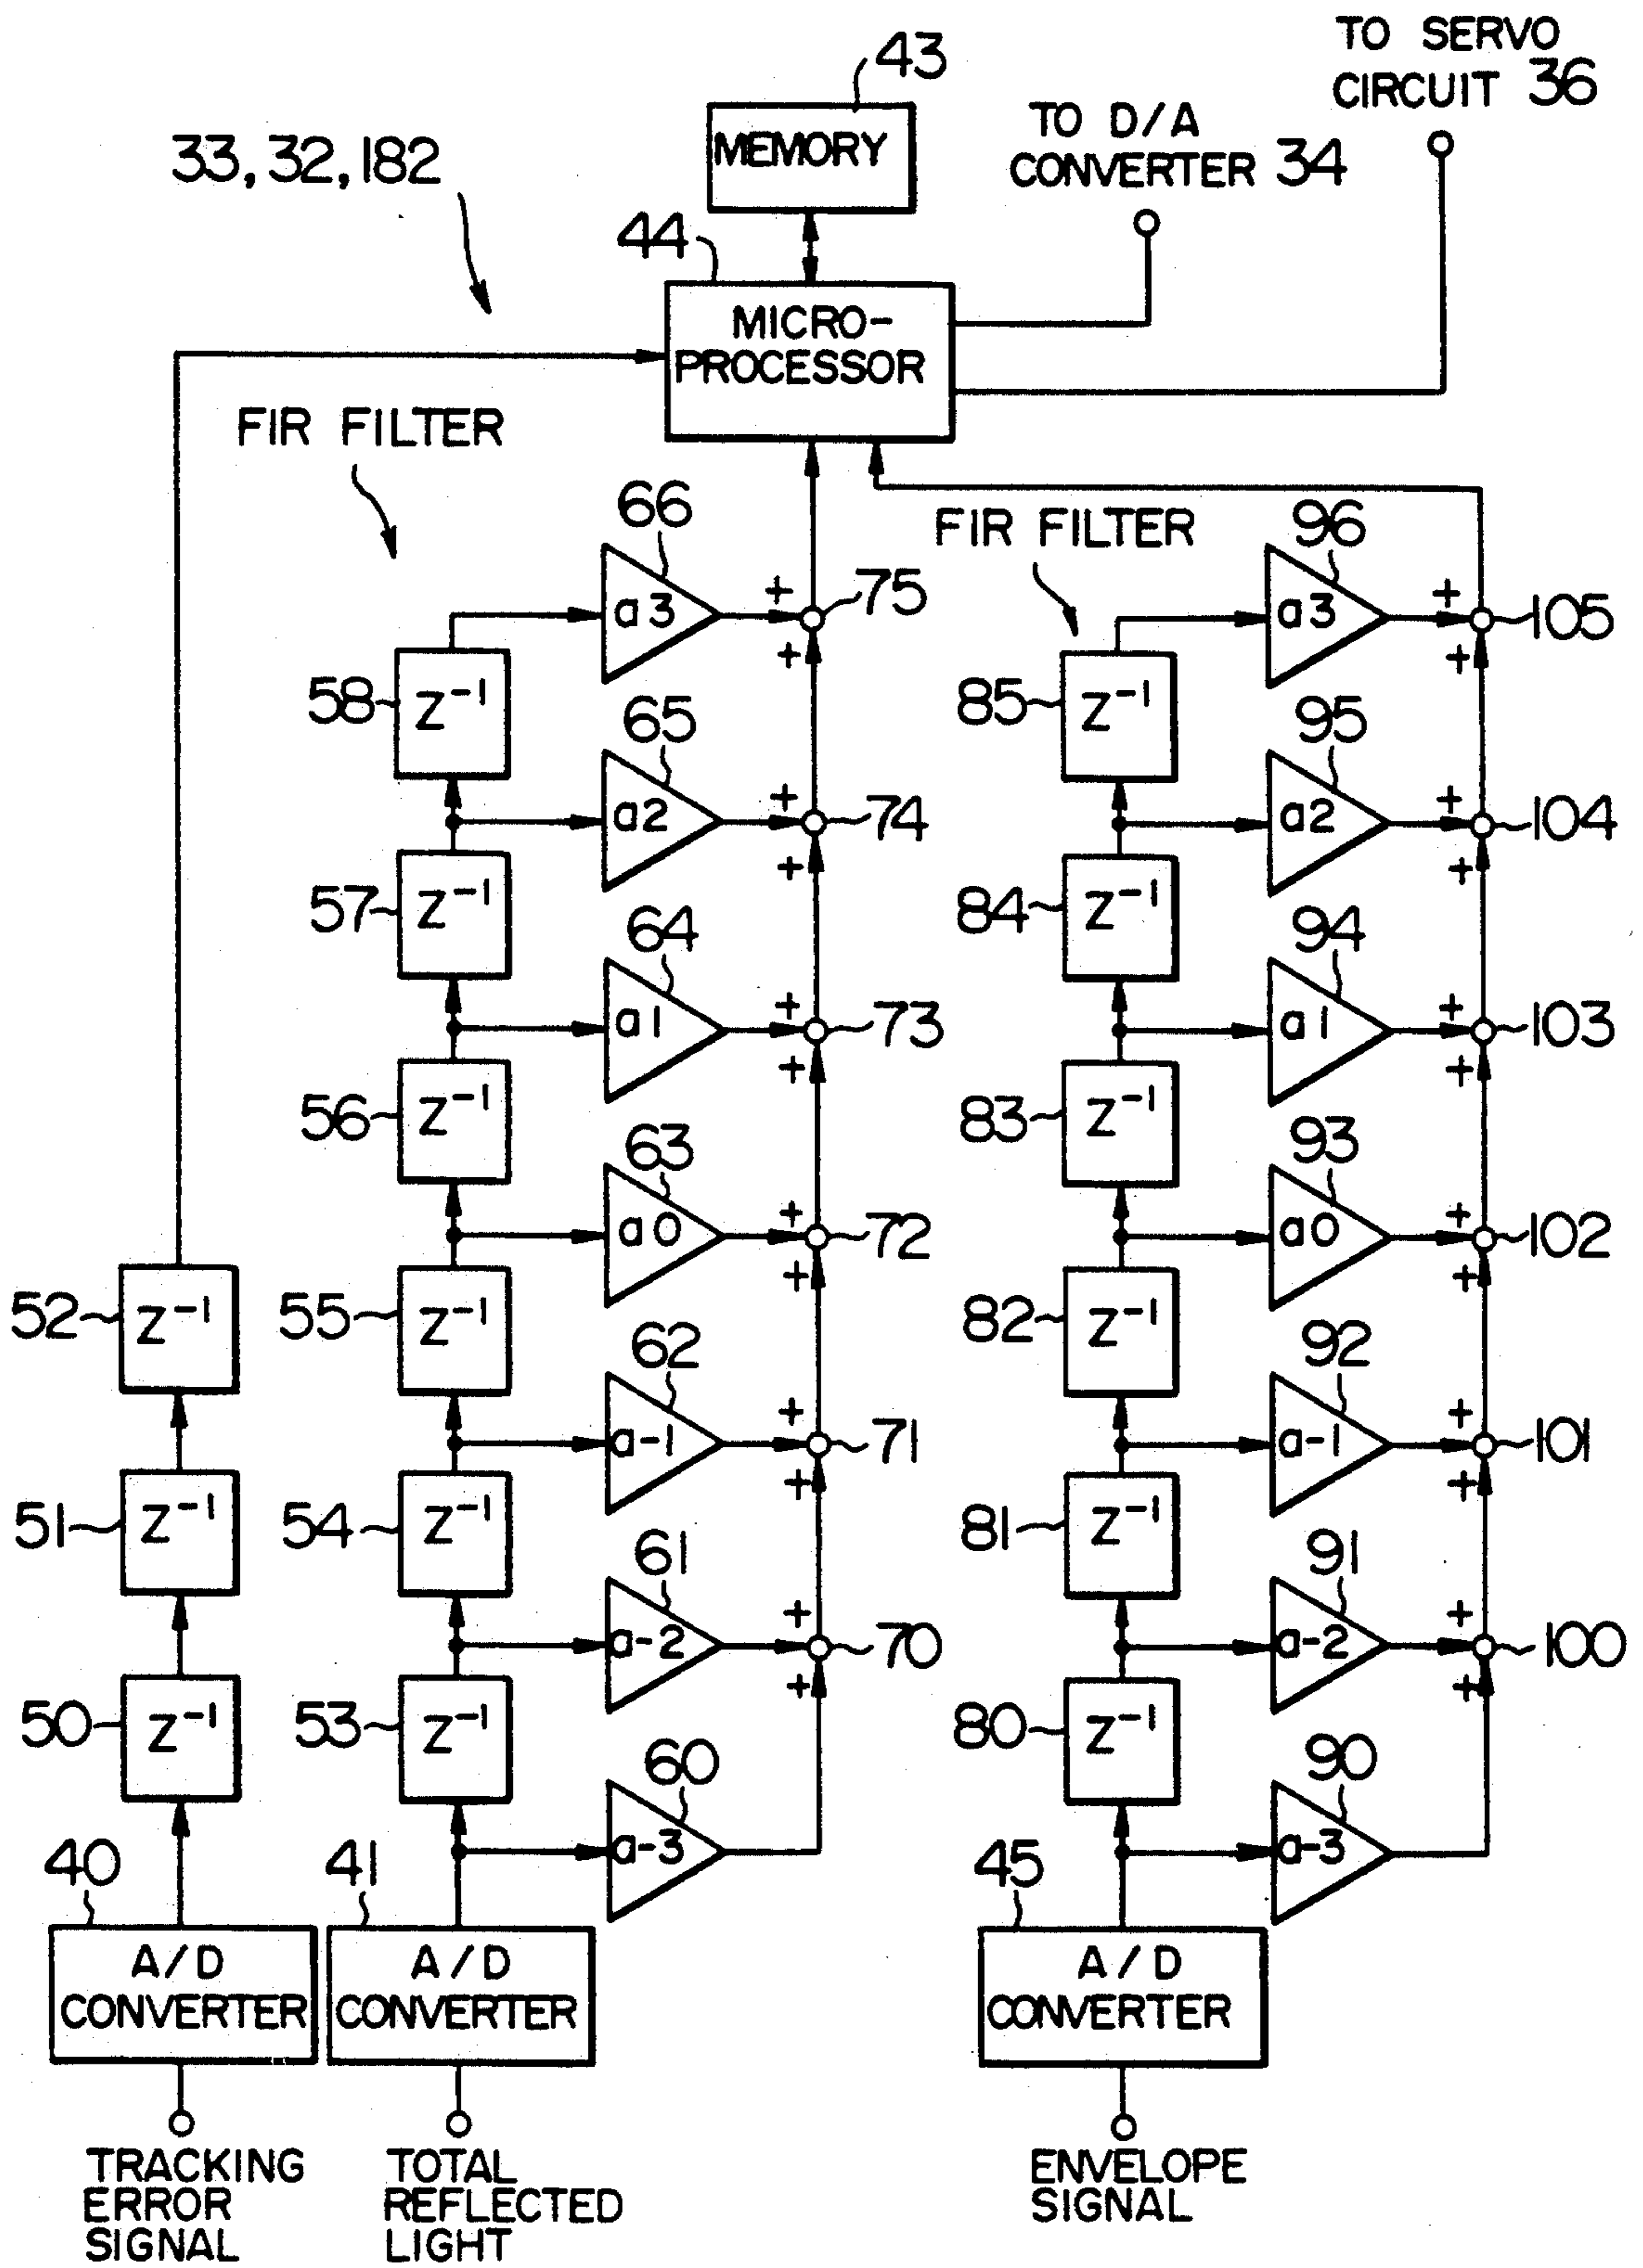 TO SERVO
CIRCUIT 36
43
TO D/A
CONVERTER 34
MEMORY
33, 32, 182
44
MICRO-
PROCESSOR
FIR FILTER
FIR FILTER
66
96
a3
+
75
+
a3
+
105
+
58
Z⁻¹
85
Z⁻¹
65
95
a2
+
74
+
a2
+
104
+
57
Z⁻¹
84
Z⁻¹
64
94
a1
+
73
+
a1
+
103
+
56
Z⁻¹
83
Z⁻¹
63
93
a0
+
72
+
a0
+
102
+
52
Z⁻¹
55
Z⁻¹
82
Z⁻¹
62
92
a-1
+
71
+
a-1
+
101
+
51
Z⁻¹
54
Z⁻¹
81
Z⁻¹
61
91
a-2
+
70
+
a-2
+
100
+
50
Z⁻¹
53
Z⁻¹
80
Z⁻¹
60
90
a-3
a-3
40
41
45
A/D
CONVERTER
A/D
CONVERTER
A/D
CONVERTER
TRACKING
ERROR
SIGNAL
TOTAL
REFLECTED
LIGHT
ENVELOPE
SIGNAL